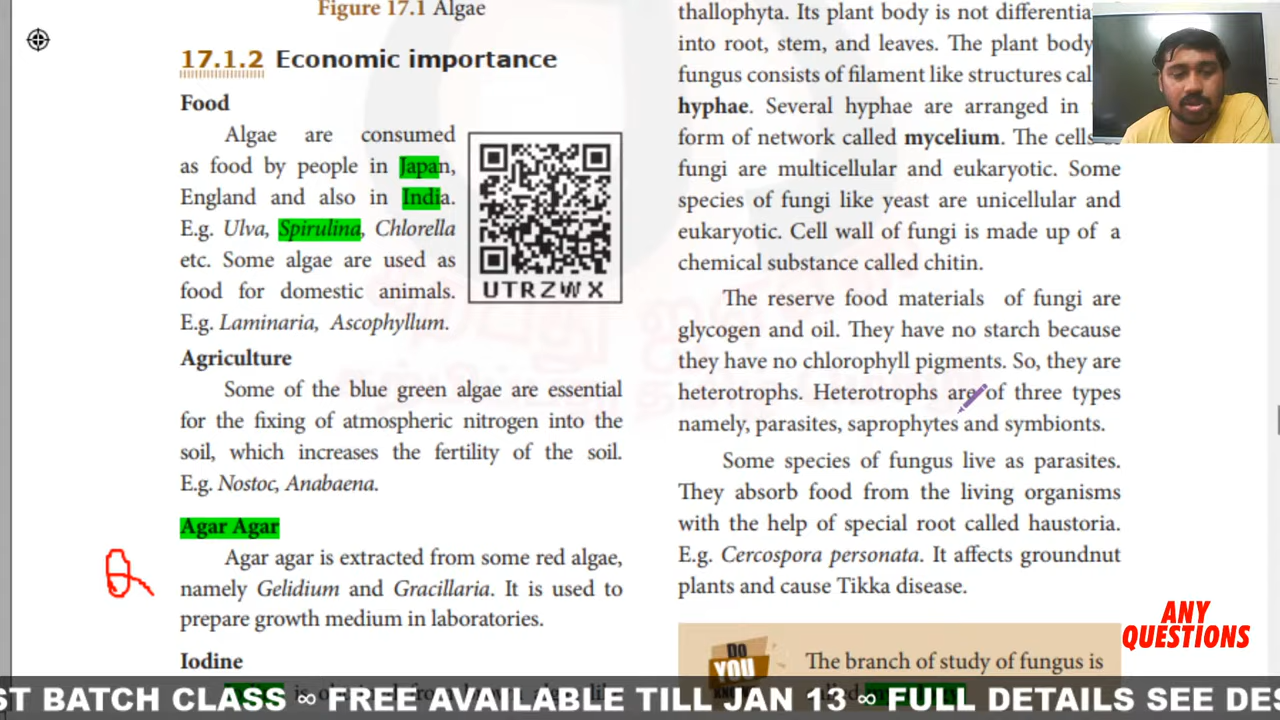 Figure 17.1 Algae
17.1.2 Economic importance
Food
Algae are consumed
as food by people in Japan,
England and also in India.
E.g. Ulva, Spirulina, Chlorella
etc. Some algae are used as
food for domestic animals.
E.g. Laminaria, Ascophyllum.
UTRZWX
Agriculture
Some of the blue green algae are essential
for the fixing of atmospheric nitrogen into the
soil, which increases the fertility of the soil.
E.g. Nostoc, Anabaena.
Agar Agar
Agar agar is extracted from some red algae,
namely Gelidium and Gracillaria. It is used to
prepare growth medium in laboratories.
Iodine
thallophyta. Its plant body is not
into root, stem, and leaves. The plant body
fungus consists of filament like structures
hyphae. Several hyphae are arranged in
form of network called mycelium. The cells
fungi are multicellular and eukaryotic. Some
species of fungi like yeast are unicellular and
eukaryotic. Cell wall of fungi is made up of a
chemical substance called chitin.
The reserve food materials of fungi are
glycogen and oil. They have no starch because
they have no chlorophyll pigments. So, they are
heterotrophs. Heterotrophs are of three types
namely, parasites, saprophytes and symbionts.
Some species of fungus live as parasites.
They absorb food from the living organisms
with the help of special root called haustoria.
E.g. Cercospora personata. It affects groundnut
plants and cause Tikka disease.
DO YOU
The branch of study of fungus is
ANY
QUESTIONS
ST BATCH CLASS ∞ FREE AVAILABLE TILL JAN 13 ∞ FULL DETAILS SEE DES